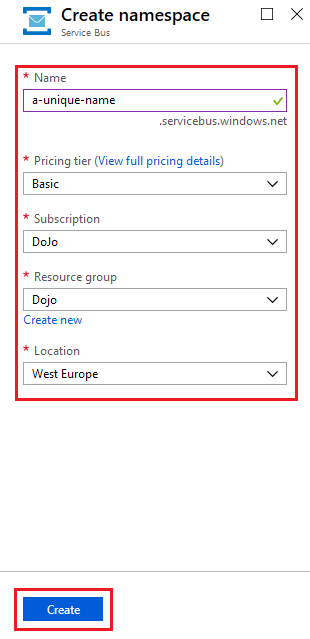 Create namespace
Service Bus
* Name
a-unique-name
.servicebus.windows.net
* Pricing tier (View full pricing details)
Basic
* Subscription
DoJo
* Resource group
Dojo
Create new
* Location
West Europe
Create